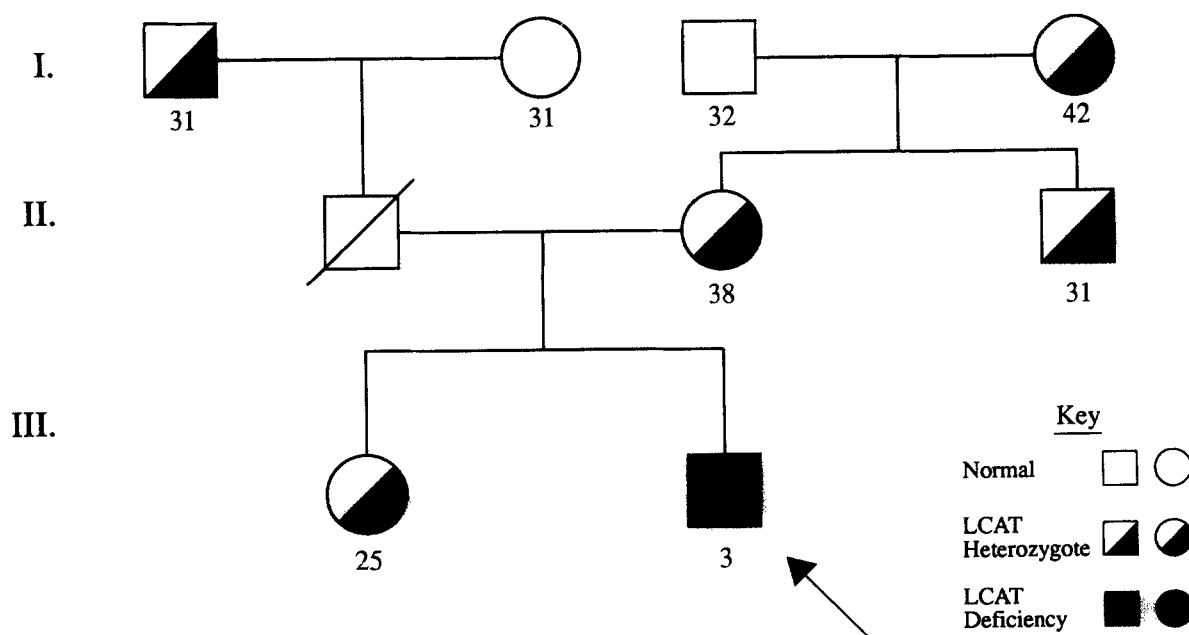 I.
31 31 32 42
II.
38 31
III.
25 3
Key
Normal
LCAT
Heterozygote
LCAT
Deficiency